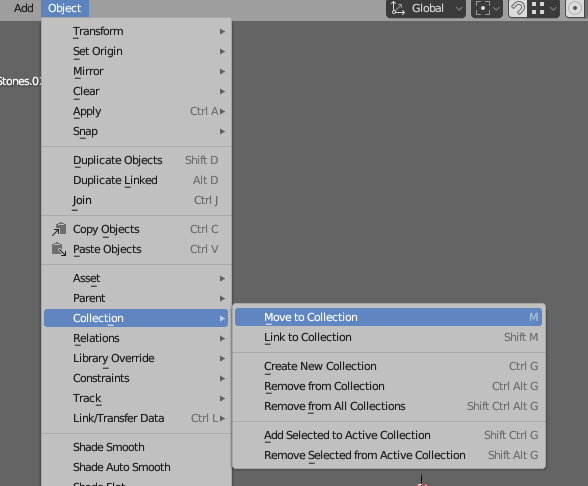 Add Object Global
Stones.0
Transform
Set Origin
Mirror
Clear
Apply Ctrl A
Snap
Duplicate Objects Shift D
Duplicate Linked Alt D
Join Ctrl J
Copy Objects Ctrl C
Paste Objects Ctrl V
Asset
Parent
Collection
Relations
Library Override
Constraints
Track
Link/Transfer Data Ctrl L
Shade Smooth
Shade Auto Smooth
Shade Flat
Move to Collection M
Link to Collection Shift M
Create New Collection Ctrl G
Remove from Collection Ctrl Alt G
Remove from All Collections Shift Ctrl Alt G
Add Selected to Active Collection Shift Ctrl G
Remove Selected from Active Collection Shift Alt G